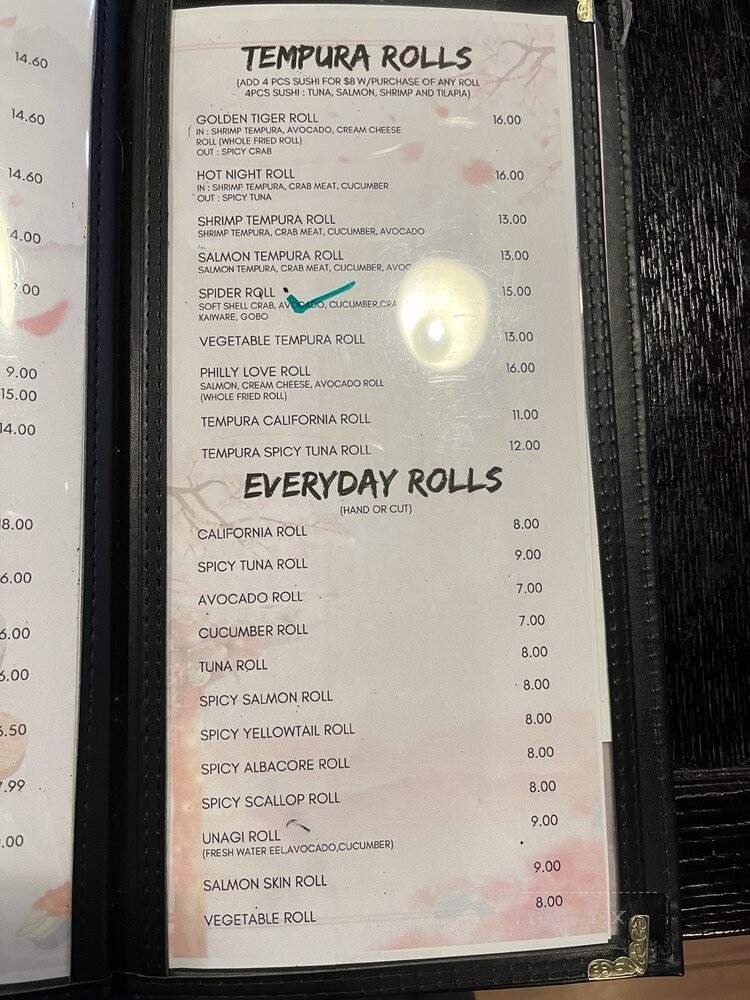 14.60
14.60
14.60
4.00
9.00
15.00
14.00
8.00
6.00
6.00
6.00
6.50
7.99
.00
TEMPURA ROLLS
(ADD 4 PCS SUSHI FOR $8 W/PURCHASE OF ANY ROLL
4PCS SUSHI : TUNA, SALMON, SHRIMP AND TILAPIA)
GOLDEN TIGER ROLL 16.00
IN : SHRIMP TEMPURA, AVOCADO, CREAM CHEESE
ROLL (WHOLE FRIED ROLL)
OUT : SPICY CRAB
HOT NIGHT ROLL 16.00
IN : SHRIMP TEMPURA, CRAB MEAT, CUCUMBER
OUT : SPICY TUNA
SHRIMP TEMPURA ROLL 13.00
SHRIMP TEMPURA, CRAB MEAT, CUCUMBER, AVOCADO
SALMON TEMPURA ROLL 13.00
SALMON TEMPURA, CRAB MEAT, CUCUMBER, AVOC
SPIDER ROLL 15.00
SOFT SHELL CRAB, AVOCADO, CUCUMBER,CRA
KAIWARE, GOBO
VEGETABLE TEMPURA ROLL 13.00
PHILLY LOVE ROLL 16.00
SALMON, CREAM CHEESE, AVOCADO ROLL
(WHOLE FRIED ROLL)
TEMPURA CALIFORNIA ROLL 11.00
TEMPURA SPICY TUNA ROLL 12.00
EVERYDAY ROLLS
(HAND OR CUT)
CALIFORNIA ROLL 8.00
SPICY TUNA ROLL 9.00
AVOCADO ROLL 7.00
CUCUMBER ROLL 7.00
TUNA ROLL 8.00
SPICY SALMON ROLL 8.00
SPICY YELLOWTAIL ROLL 8.00
SPICY ALBACORE ROLL 8.00
SPICY SCALLOP ROLL 8.00
UNAGI ROLL 9.00
(FRESH WATER EEL,AVOCADO,CUCUMBER)
SALMON SKIN ROLL 9.00
VEGETABLE ROLL 8.00